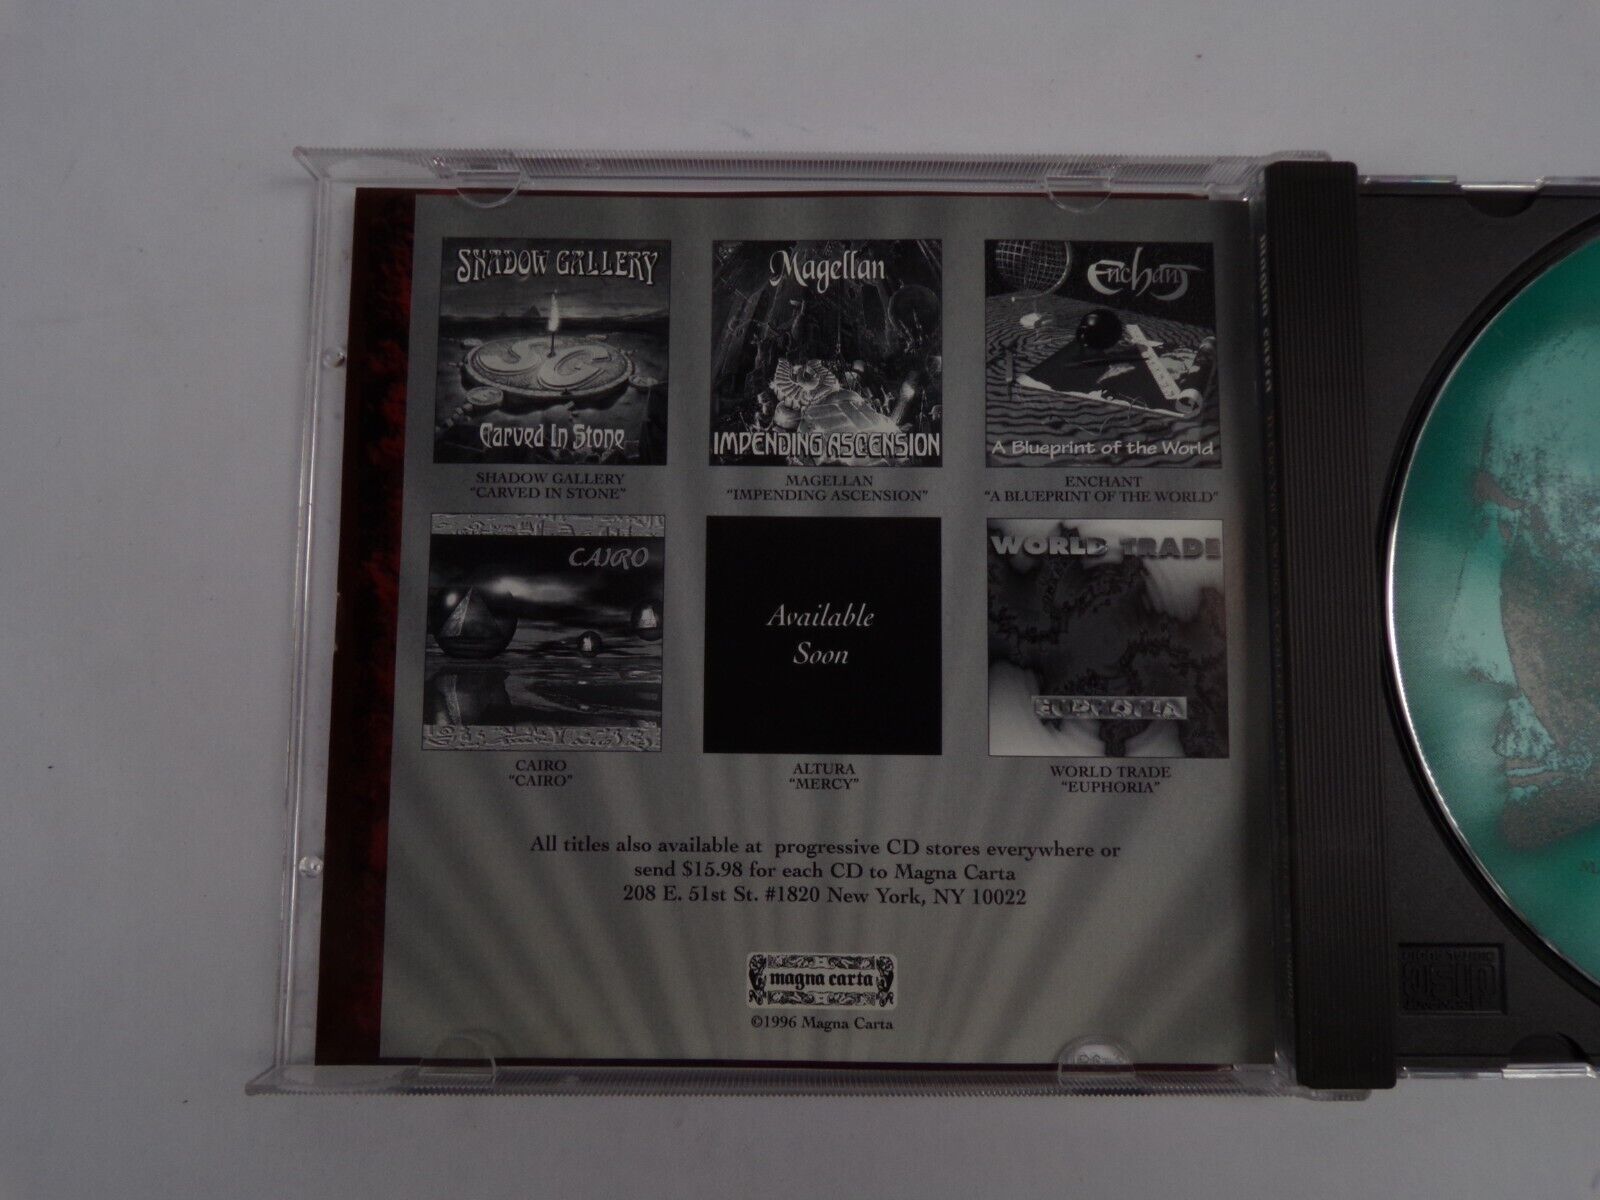 SHADOW GALLERY
SG
Carved In Stone
SHADOW GALLERY
"CARVED IN STONE"
Magellan
IMPENDING ASCENSION
MAGELLAN
"IMPENDING ASCENSION"
Enchant
A Blueprint of the World
ENCHANT
"A BLUEPRINT OF THE WORLD"
CAIRO
CAIRO
"CAIRO"
Available
Soon
ALTURA
"MERCY"
WORLD TRADE
WORLD TRADE
"EUPHORIA"
All titles also available at progressive CD stores everywhere or
send $15.98 for each CD to Magna Carta
208 E. 51st St. #1820 New York, NY 10022
magna carta
©1996 Magna Carta